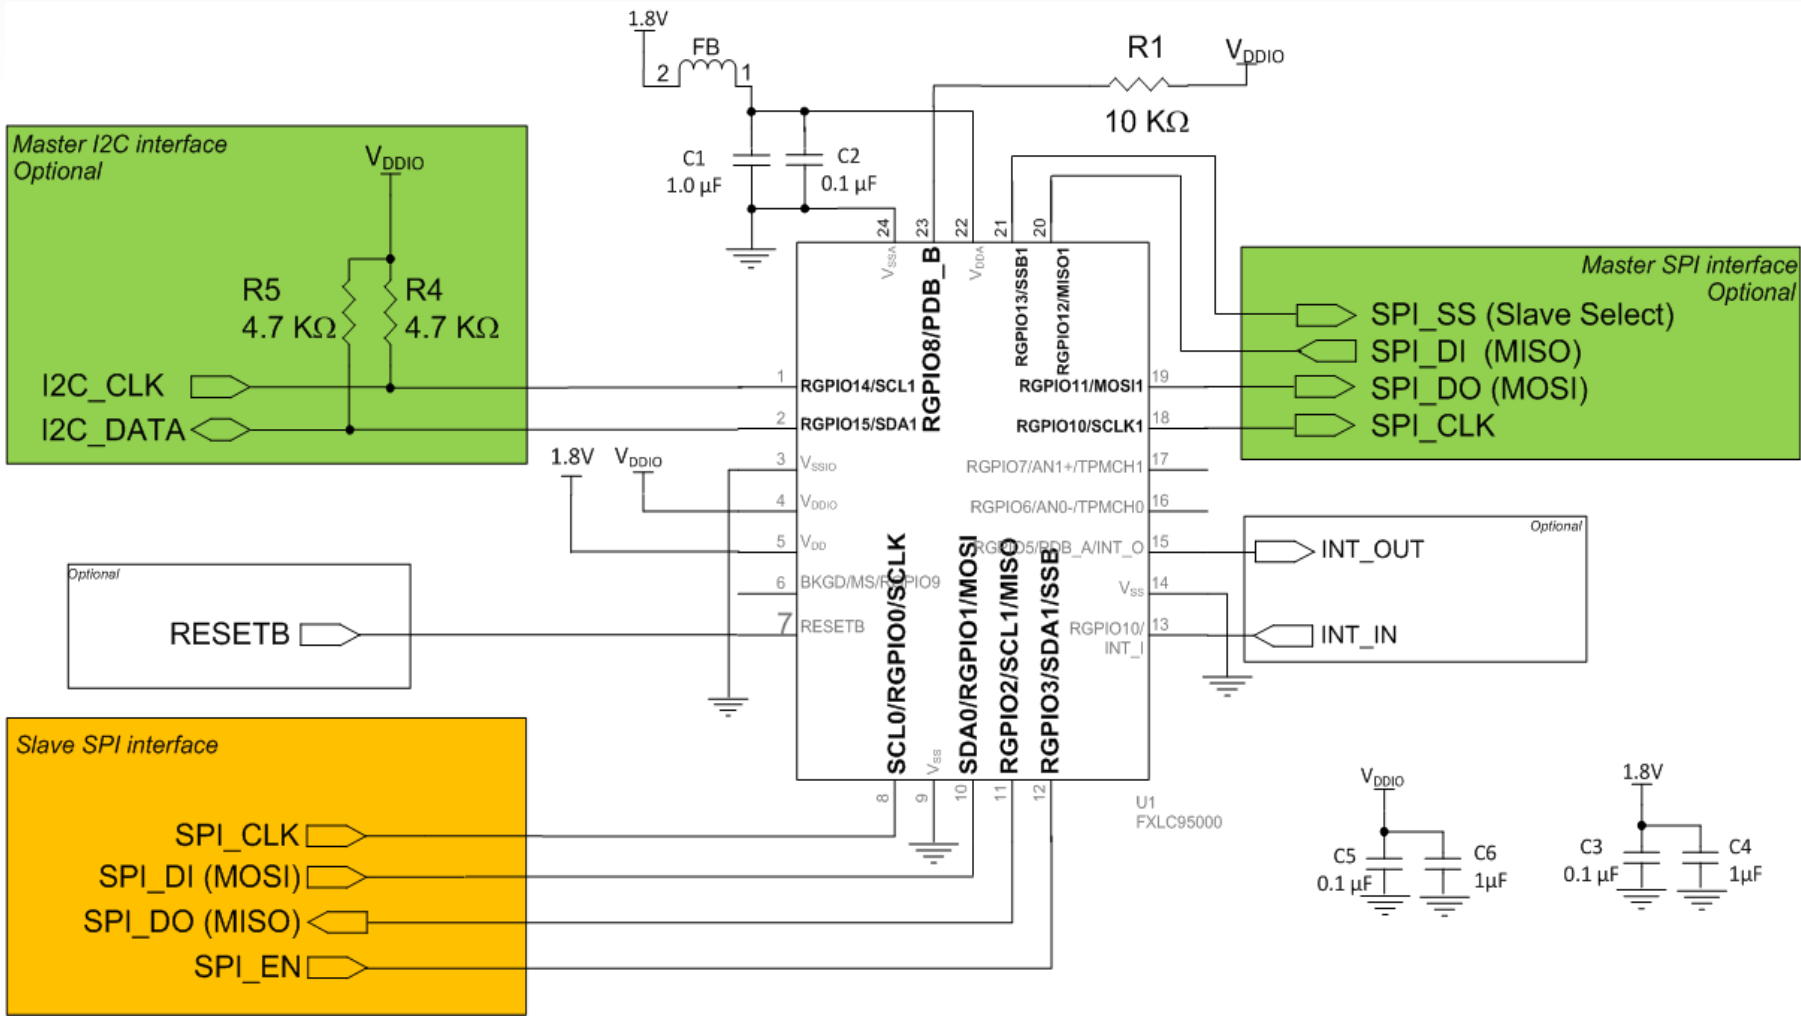 1.8V
FB
2
1
R1
VDDIO
10 KΩ
C1
1.0 µF
C2
0.1 µF
Master I2C interface
Optional
VDDIO
R5
4.7 KΩ
R4
4.7 KΩ
I2C_CLK
I2C_DATA
24
23
22
21
20
VSSA
RGPIO8/PDB_B
VDDA
RGPIO13/SSB1
RGPIO12/MISO1
Master SPI interface
Optional
SPI_SS (Slave Select)
SPI_DI (MISO)
SPI_DO (MOSI)
SPI_CLK
1
RGPIO14/SCL1
2
RGPIO15/SDA1
3
VSSIO
4
VDDIO
5
VDD
6
BKGD/MS/RGPIO9
7
RESETB
1.8V
VDDIO
RGPIO11/MOSI1
19
RGPIO10/SCLK1
18
RGPIO7/AN1+/TPMCH1
17
RGPIO6/AN0-/TPMCH0
16
RGPIO5/PDB_A/INT_O
15
VSS
14
RGPIO10/
INT_I
13
Optional
INT_OUT
INT_IN
Optional
RESETB
SCL0/RGPIO0/SCLK
VSS
SDA0/RGPIO1/MOSI
RGPIO2/SCL1/MISO
RGPIO3/SDA1/SSB
8
9
10
11
12
U1
FXLC95000
Slave SPI interface
SPI_CLK
SPI_DI (MOSI)
SPI_DO (MISO)
SPI_EN
VDDIO
C5
0.1 µF
C6
1µF
1.8V
C3
0.1 µF
C4
1µF